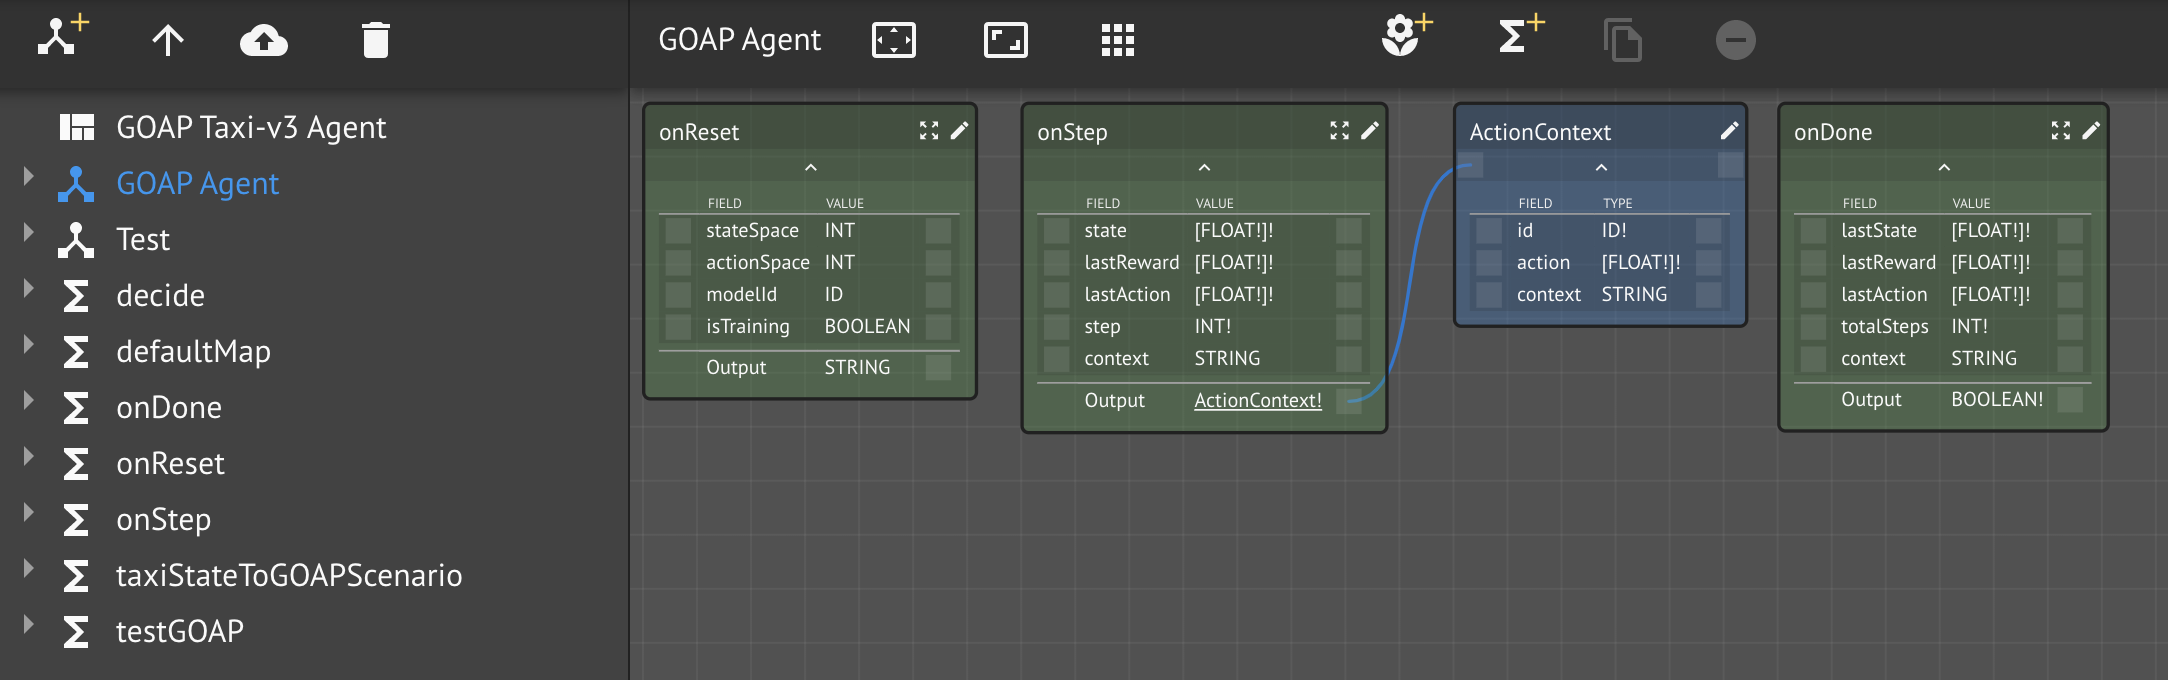 GOAP Taxi-v3 Agent
GOAP Agent
Test
decide
defaultMap
onDone
onReset
onStep
taxiStateToGOAPScenario
testGOAP
GOAP Agent
onReset
FIELD VALUE
stateSpace INT
actionSpace INT
modelId ID
isTraining BOOLEAN
Output STRING
onStep
FIELD VALUE
state [FLOAT!]!
lastReward [FLOAT!]!
lastAction [FLOAT!]!
step INT!
context STRING
Output ActionContext!
ActionContext
FIELD TYPE
id ID!
action [FLOAT!]!
context STRING
onDone
FIELD VALUE
lastState [FLOAT!]!
lastReward [FLOAT!]!
lastAction [FLOAT!]!
totalSteps INT!
context STRING
Output BOOLEAN!